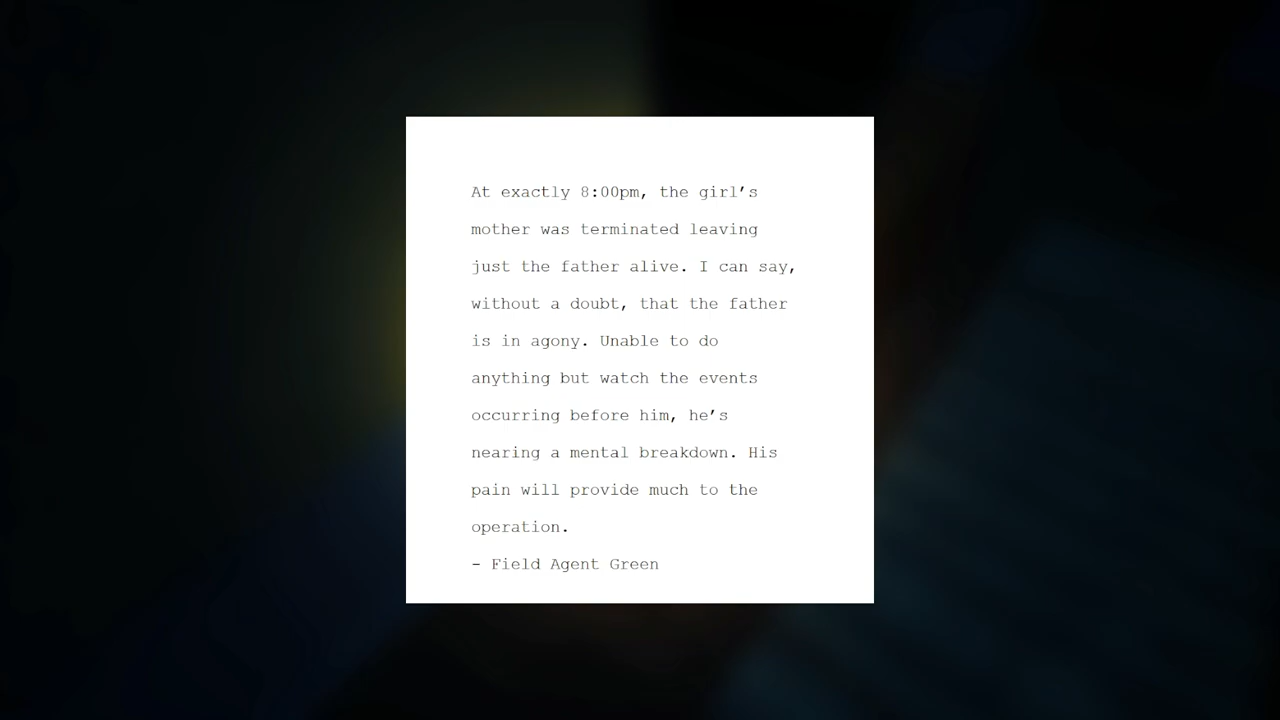 At exactly 8:00pm, the girl's
mother was terminated leaving
just the father alive. I can say,
without a doubt, that the father
is in agony. Unable to do
anything but watch the events
occurring before him, he's
nearing a mental breakdown. His
pain will provide much to the
operation.
- Field Agent Green